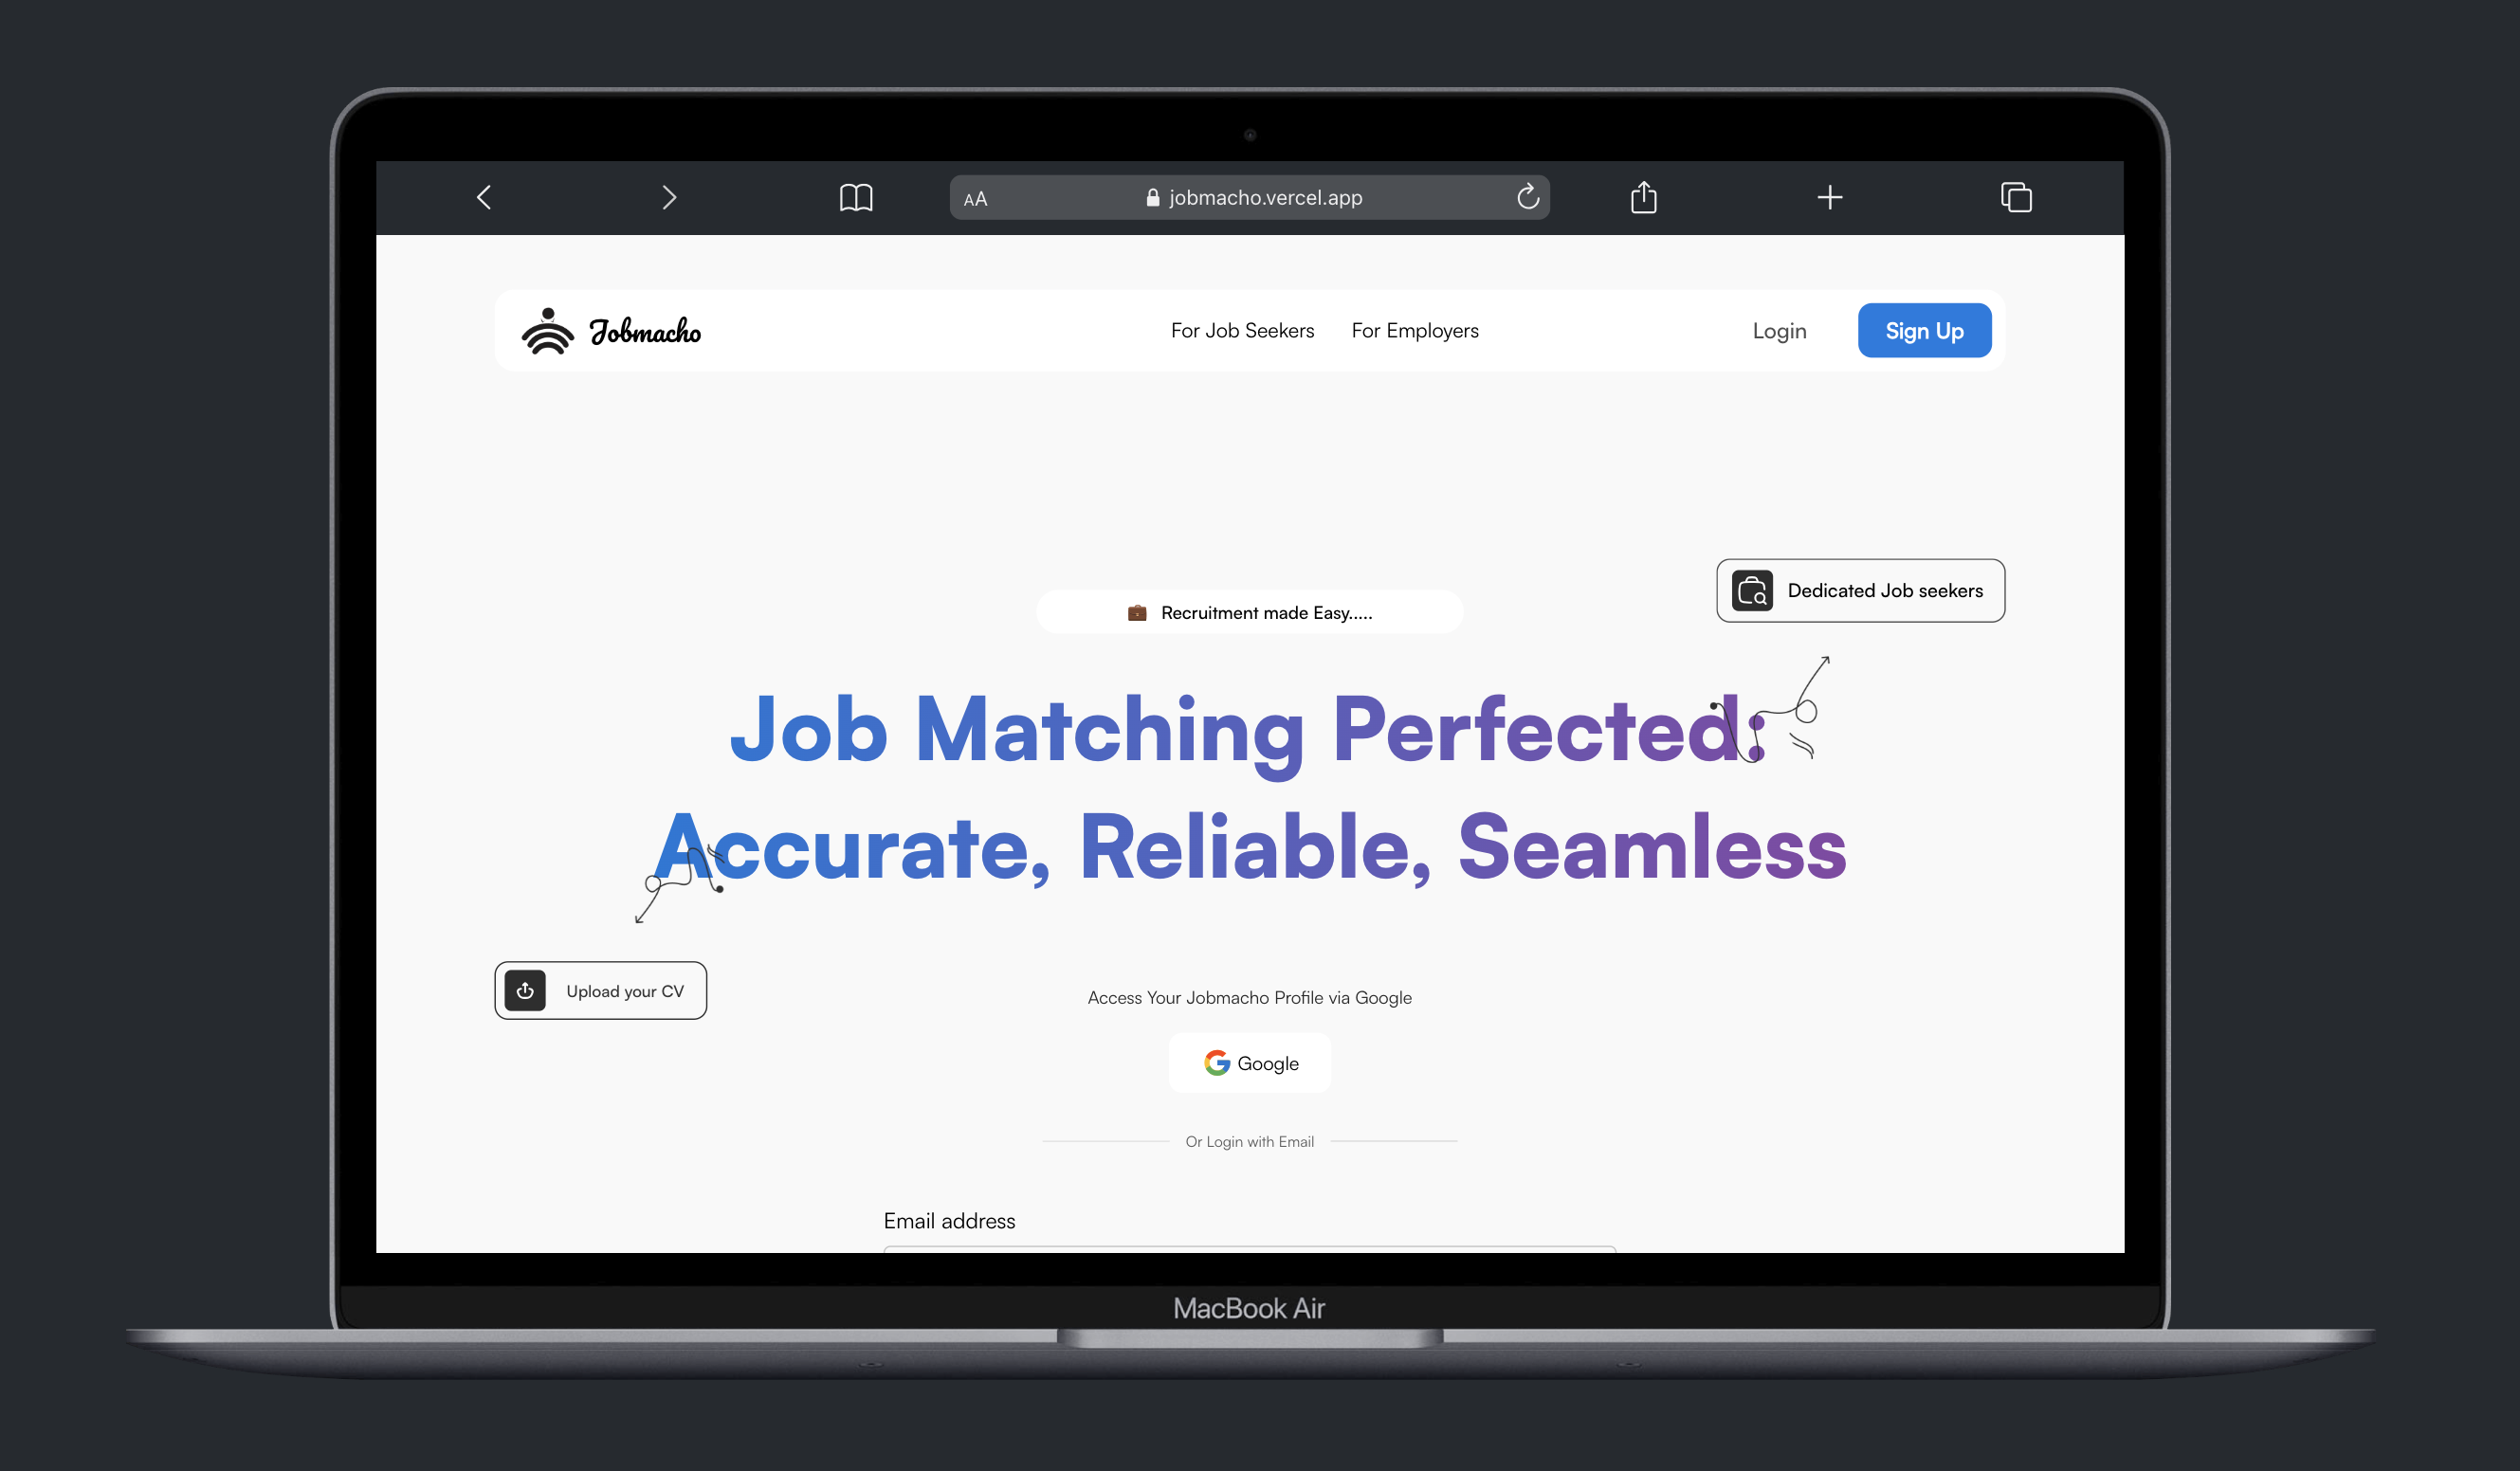 AA jobmacho.vercel.app
Jobmacho For Job Seekers For Employers Login Sign Up
Dedicated Job seekers
💼 Recruitment made Easy.....
Job Matching Perfected:
Accurate, Reliable, Seamless
Upload your CV
Access Your Jobmacho Profile via Google
Google
Or Login with Email
Email address
MacBook Air